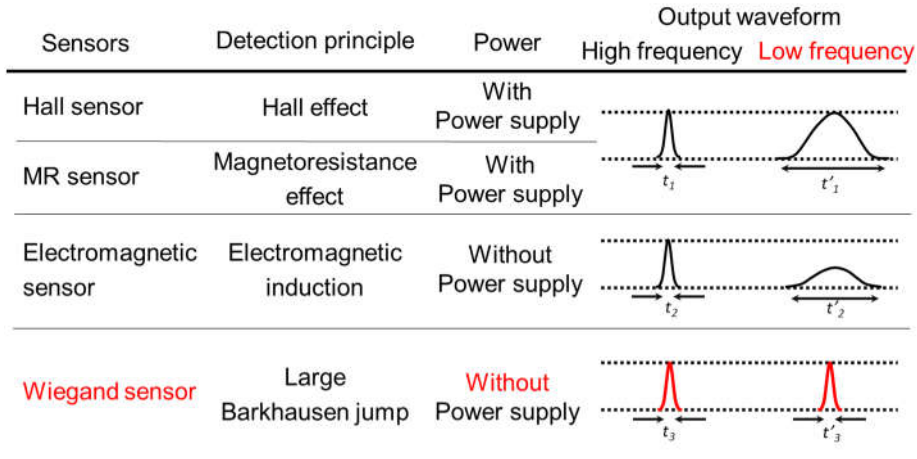 Output waveform
Sensors Detection principle Power High frequency Low frequency
Hall sensor Hall effect With
Power supply
MR sensor Magnetoresistance
effect With
Power supply
t1 t'1
Electromagnetic
sensor Electromagnetic
induction Without
Power supply
t2 t'2
Wiegand sensor Large
Barkhausen jump Without
Power supply
t3 t'3